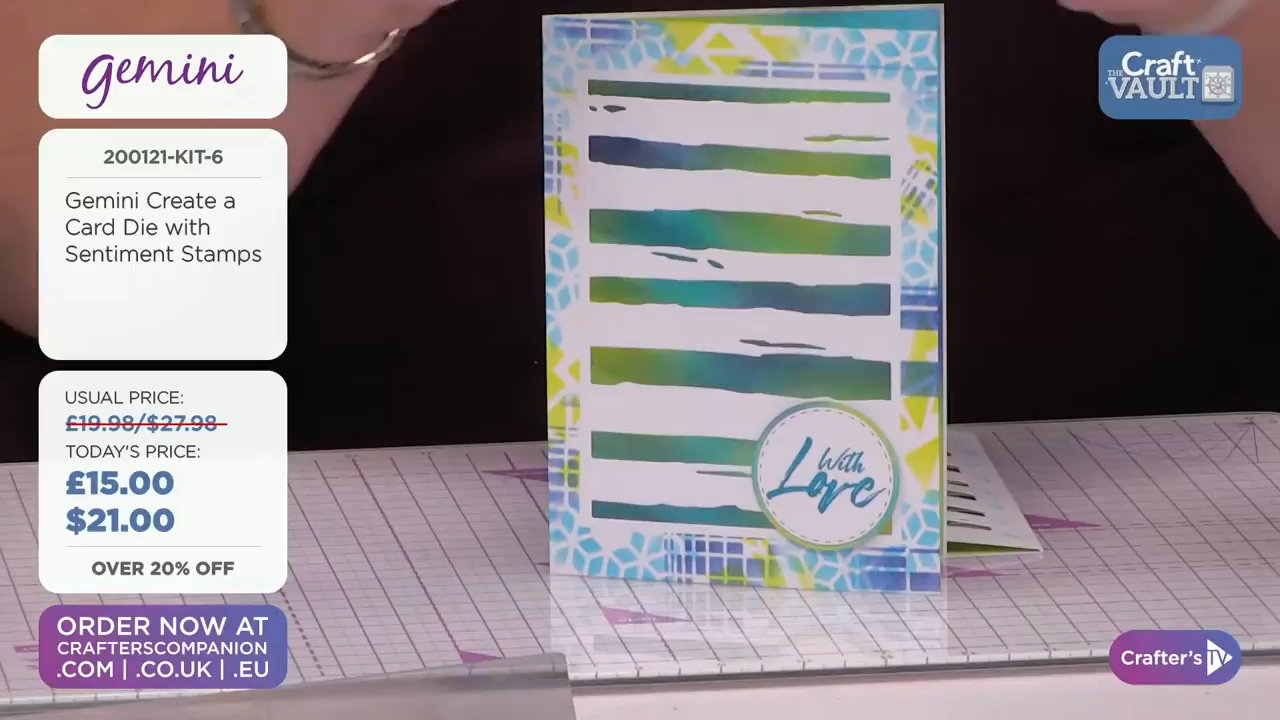 gemini
200121-KIT-6
Gemini Create a
Card Die with
Sentiment Stamps
USUAL PRICE:
£19.98/$27.98
TODAY'S PRICE:
£15.00
$21.00
OVER 20% OFF
ORDER NOW AT
CRAFTERSCOMPANION
.COM | .CO.UK | .EU
THE Craft
VAULT
With
Love
Crafter's TV